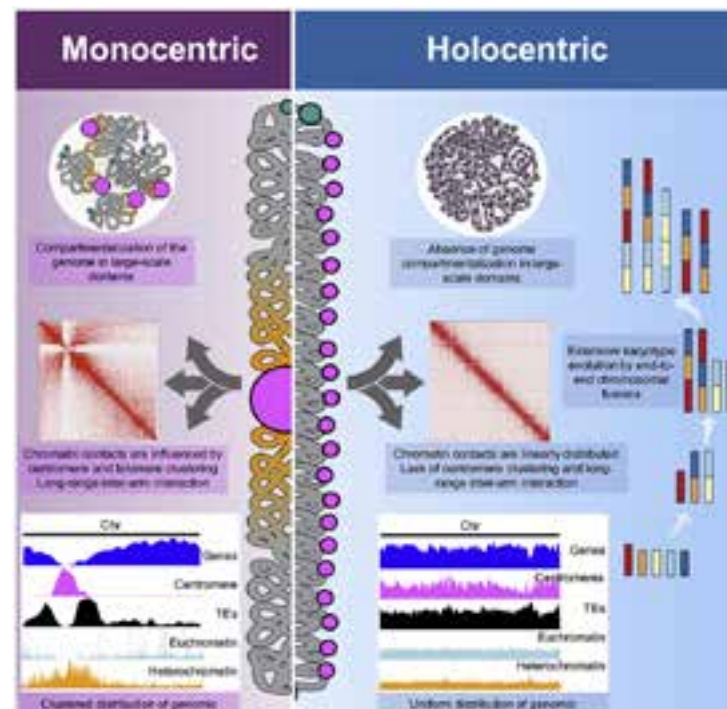 Monocentric
Holocentric
Compartmentalization of the
genome in large-scale
domains
Absence of genome
compartmentalization in large-
scale domains
Extensive karyotype
evolution by end-to-
end chromosomal
fusions
Chromatin contacts are influenced by
centromere and telomere clustering
Long-range-inter-arm interaction
Chromatin contacts are linearly-distributed
Lack of centromere clustering and long-
range inter-arm interaction
Chr
Genes
Centromere
TEs
Euchromatin
Heterochromatin
Clustered distribution of genomic
Chr
Genes
Centromeres
TEs
Euchromatin
Heterochromatin
Uniform distribution of genomic